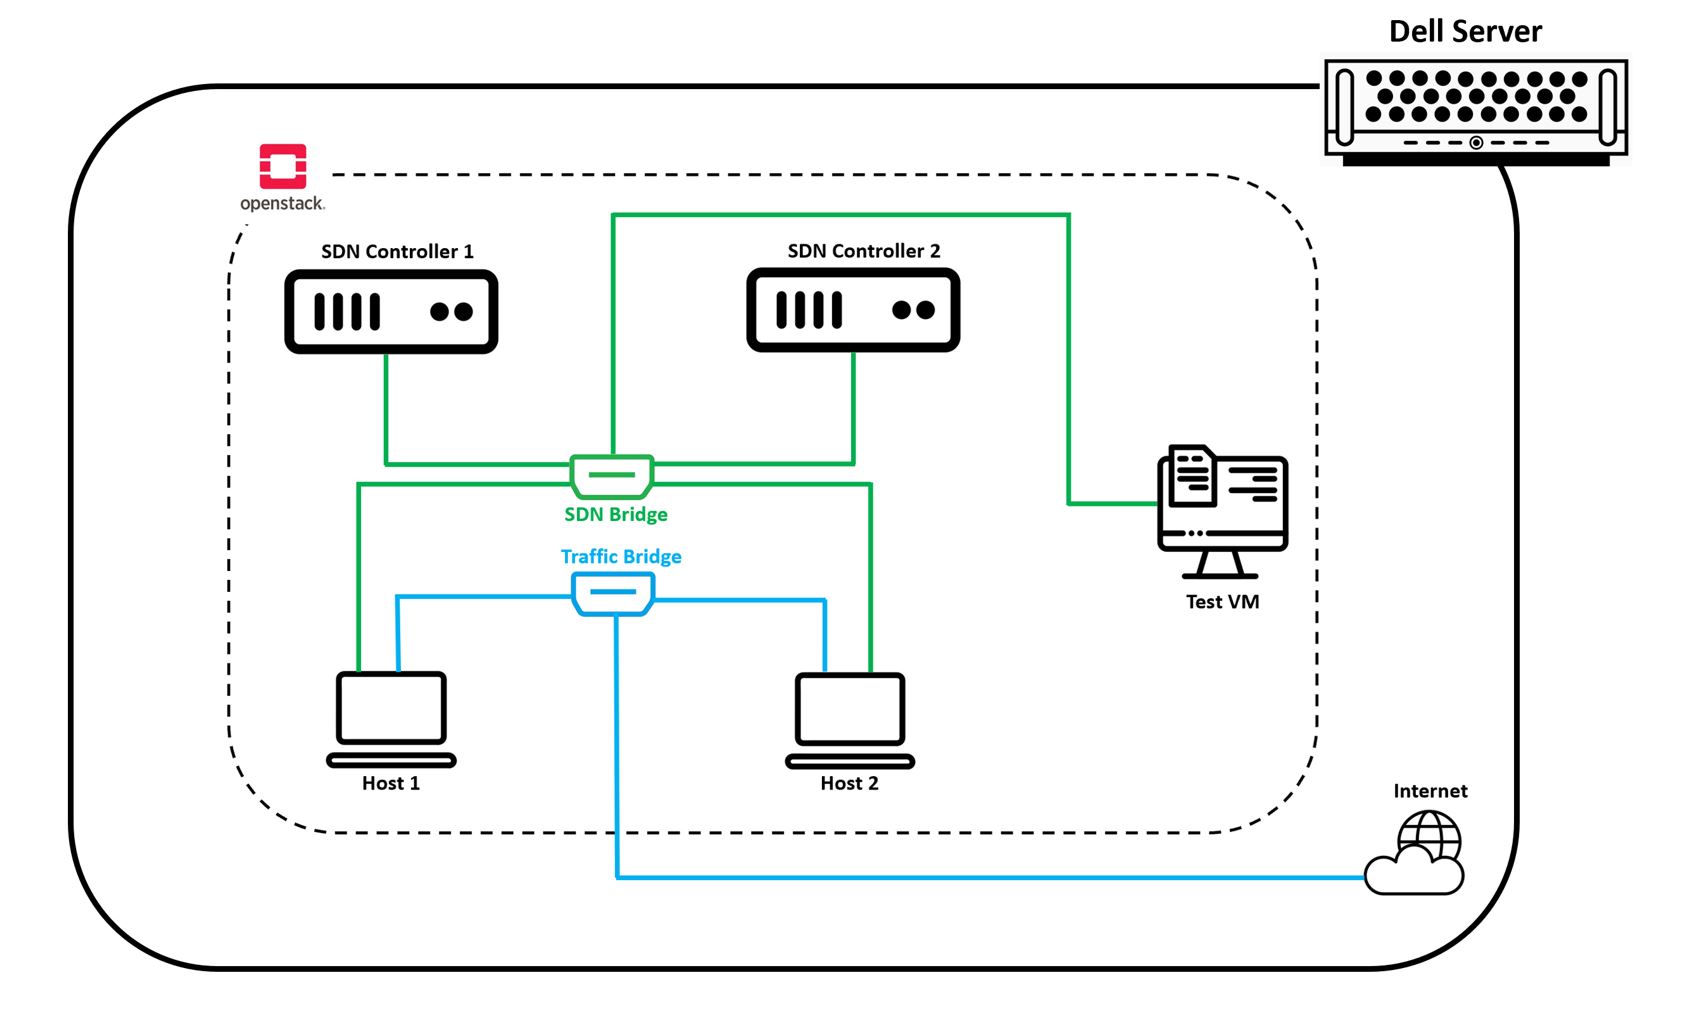 Dell Server
openstack.
SDN Controller 1
SDN Controller 2
SDN Bridge
Traffic Bridge
Test VM
Host 1
Host 2
Internet